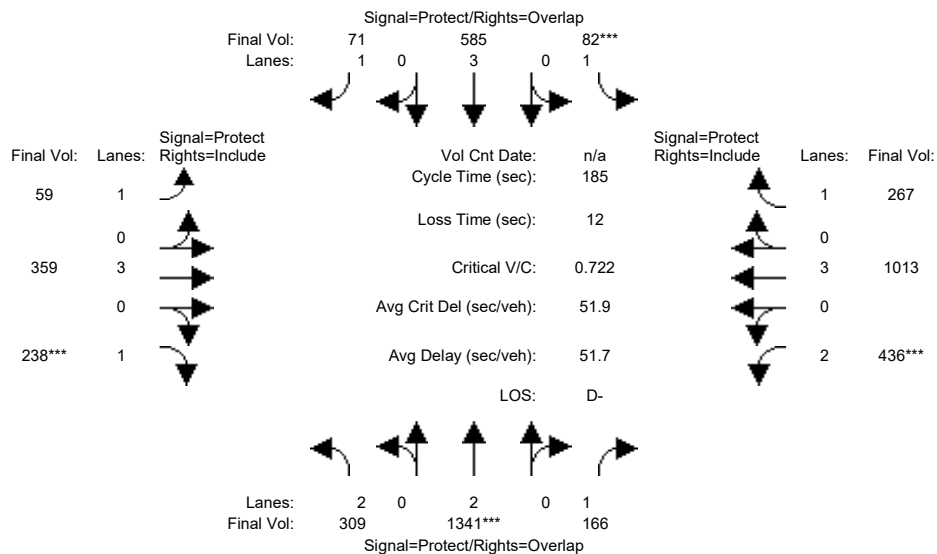 Signal=Protect/Rights=Overlap
Final Vol: 71 585 82***
Lanes: 1 0 3 0 1
Signal=Protect Signal=Protect
Final Vol: Lanes: Rights=Include Vol Cnt Date: n/a Rights=Include Lanes: Final Vol:
Cycle Time (sec): 185
59 1 1 267
Loss Time (sec): 12
0 0
359 3 Critical V/C: 0.722 3 1013
0 Avg Crit Del (sec/veh): 51.9 0
238*** 1 Avg Delay (sec/veh): 51.7 2 436***
LOS: D-
Lanes: 2 0 2 0 1
Final Vol: 309 1341*** 166
Signal=Protect/Rights=Overlap